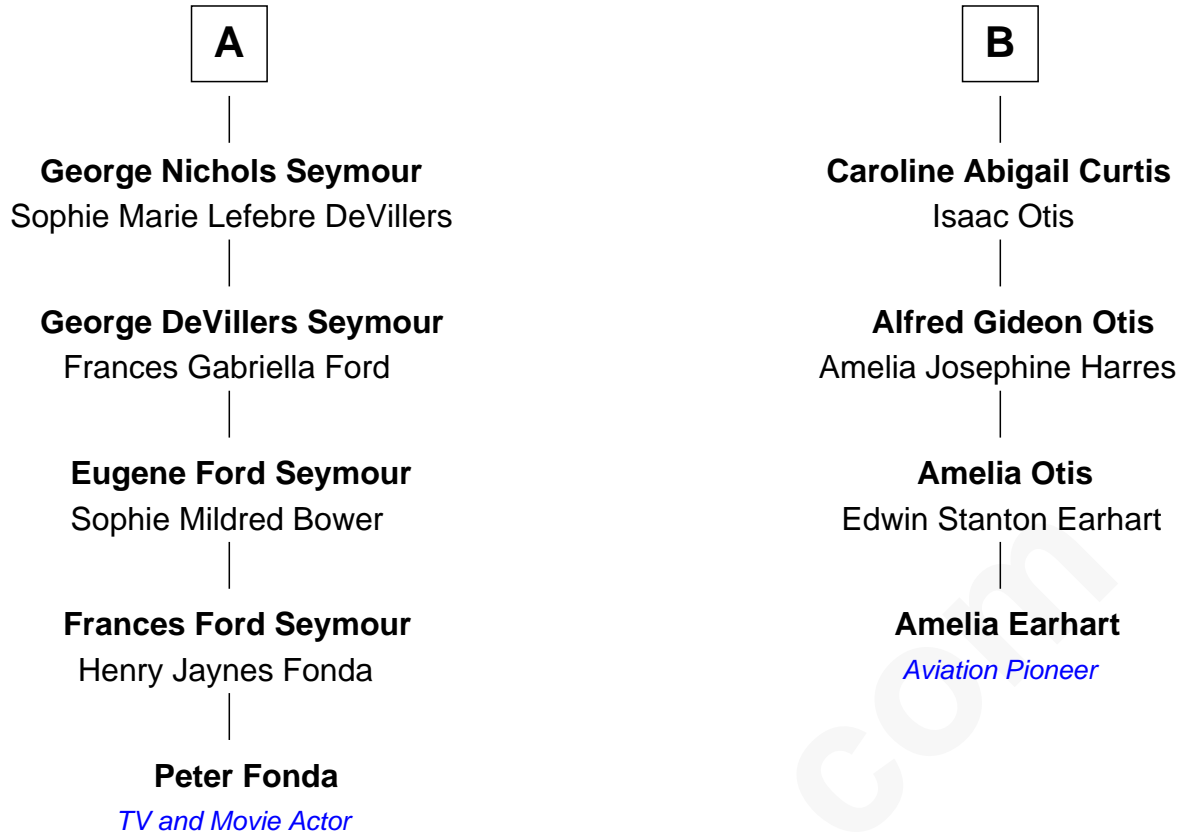 A
George Nichols Seymour
Sophie Marie Lefebre DeVillers
George DeVillers Seymour
Frances Gabriella Ford
Eugene Ford Seymour
Sophie Mildred Bower
Frances Ford Seymour
Henry Jaynes Fonda
Peter Fonda
TV and Movie Actor
B
Caroline Abigail Curtis
Isaac Otis
Alfred Gideon Otis
Amelia Josephine Harres
Amelia Otis
Edwin Stanton Earhart
Amelia Earhart
Aviation Pioneer
com